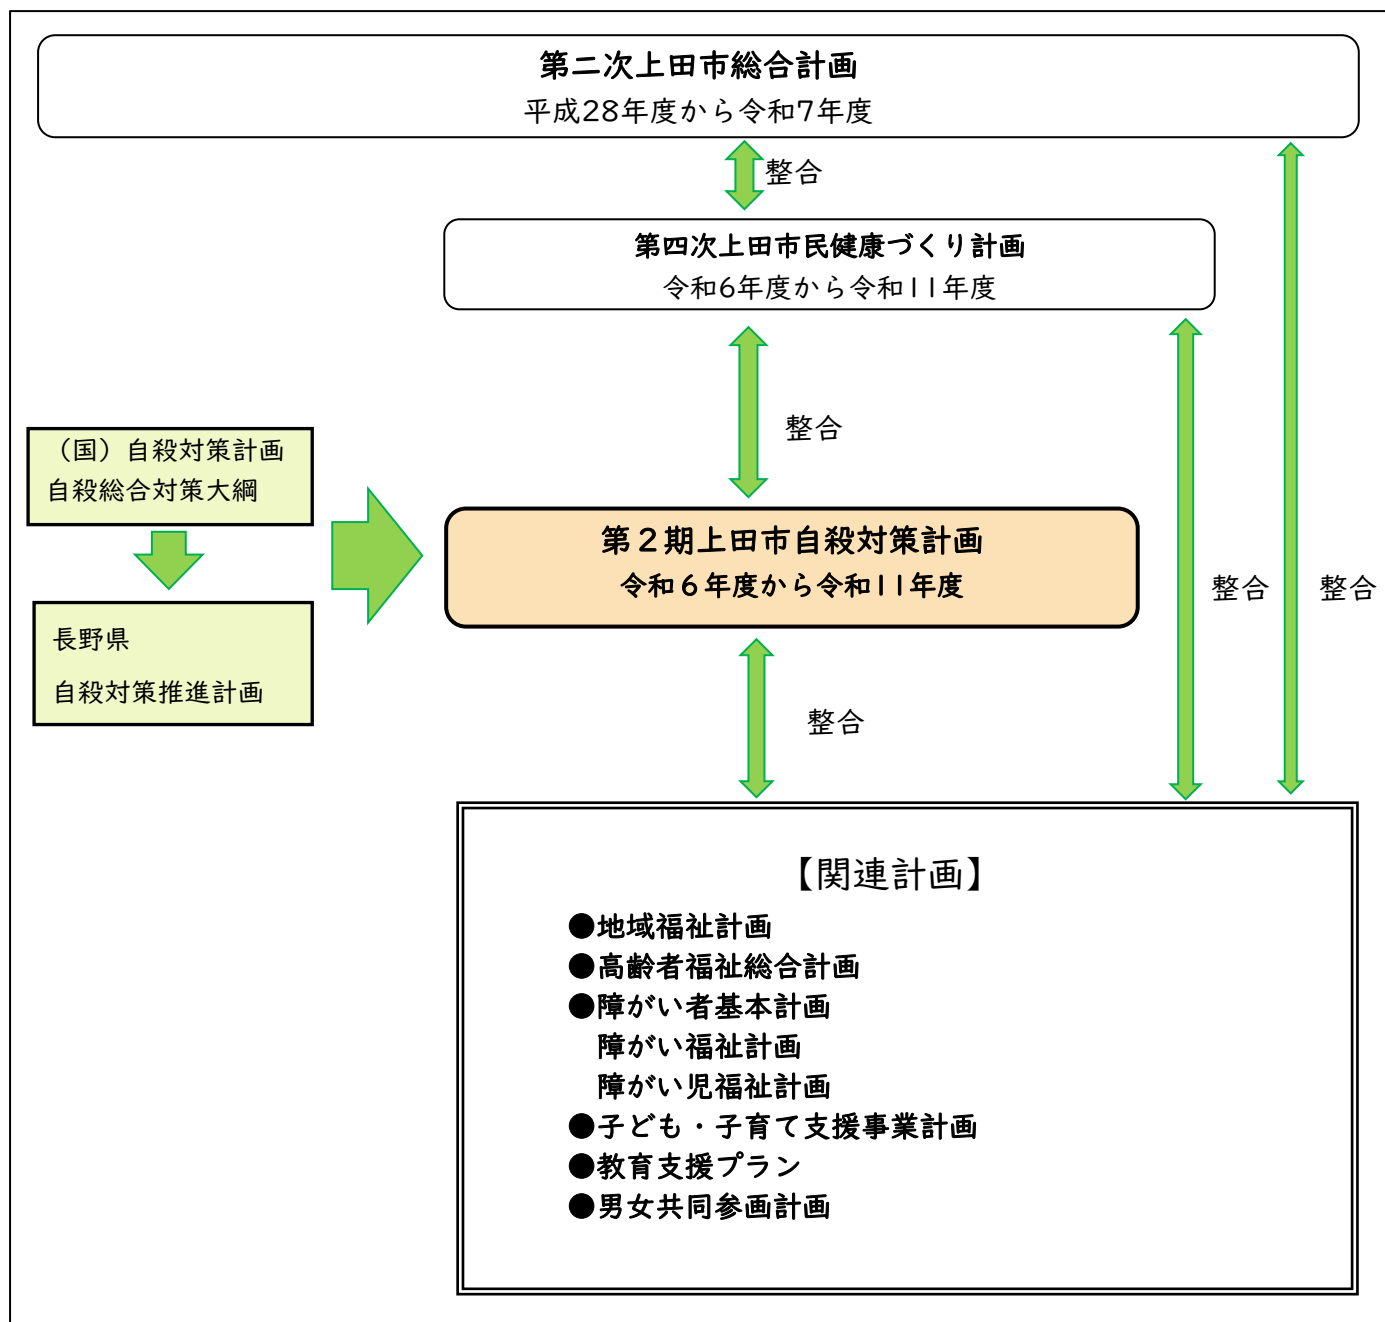 第二次上田市総合計画
平成28年度から令和7年度
整合
第四次上田市民健康づくり計画
令和6年度から令和11年度
整合
（国）自殺対策計画
自殺総合対策大綱
第２期上田市自殺対策計画
令和６年度から令和11年度
整合
整合
長野県
自殺対策推進計画
整合
【関連計画】
●地域福祉計画
●高齢者福祉総合計画
●障がい者基本計画
障がい福祉計画
障がい児福祉計画
●子ども・子育て支援事業計画
●教育支援プラン
●男女共同参画計画